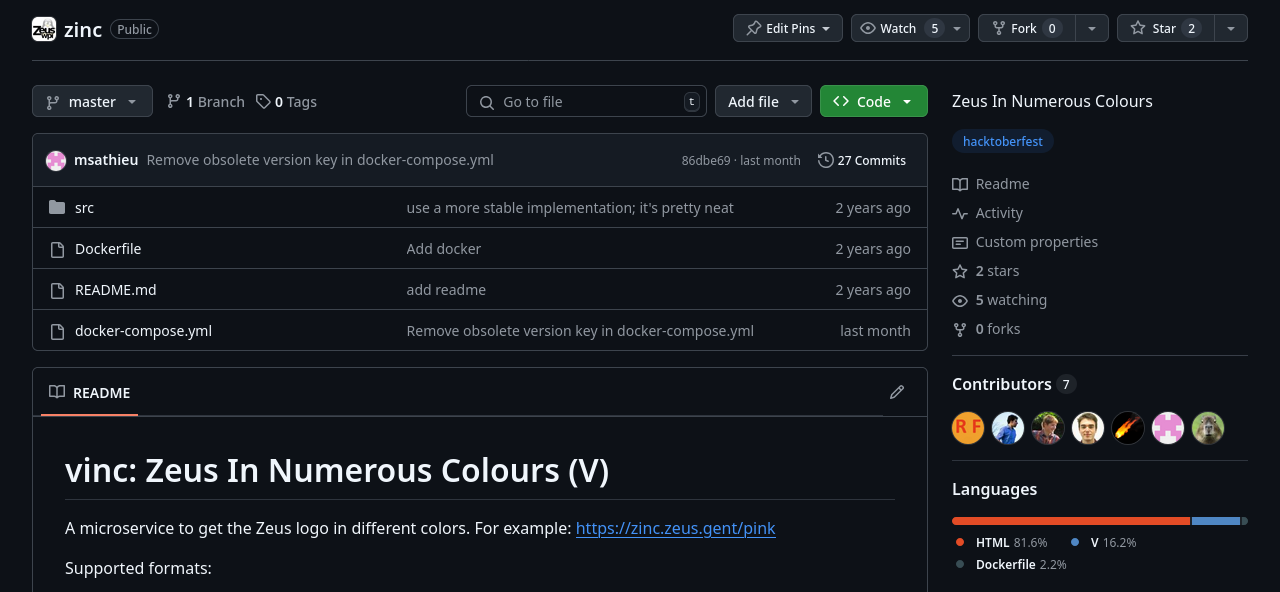 zinc Public Edit Pins Watch 5 Fork 0 Star 2
master 1 Branch 0 Tags Go to file t Add file Code
msathieu Remove obsolete version key in docker-compose.yml 86dbe69 · last month 27 Commits
src use a more stable implementation; it's pretty neat 2 years ago
Dockerfile Add docker 2 years ago
README.md add readme 2 years ago
docker-compose.yml Remove obsolete version key in docker-compose.yml last month
README
vinc: Zeus In Numerous Colours (V)
A microservice to get the Zeus logo in different colors. For example: https://zinc.zeus.gent/pink
Supported formats:
Zeus In Numerous Colours
hacktoberfest
Readme
Activity
Custom properties
2 stars
5 watching
0 forks
Contributors 7
R F
Languages
HTML 81.6% V 16.2%
Dockerfile 2.2%